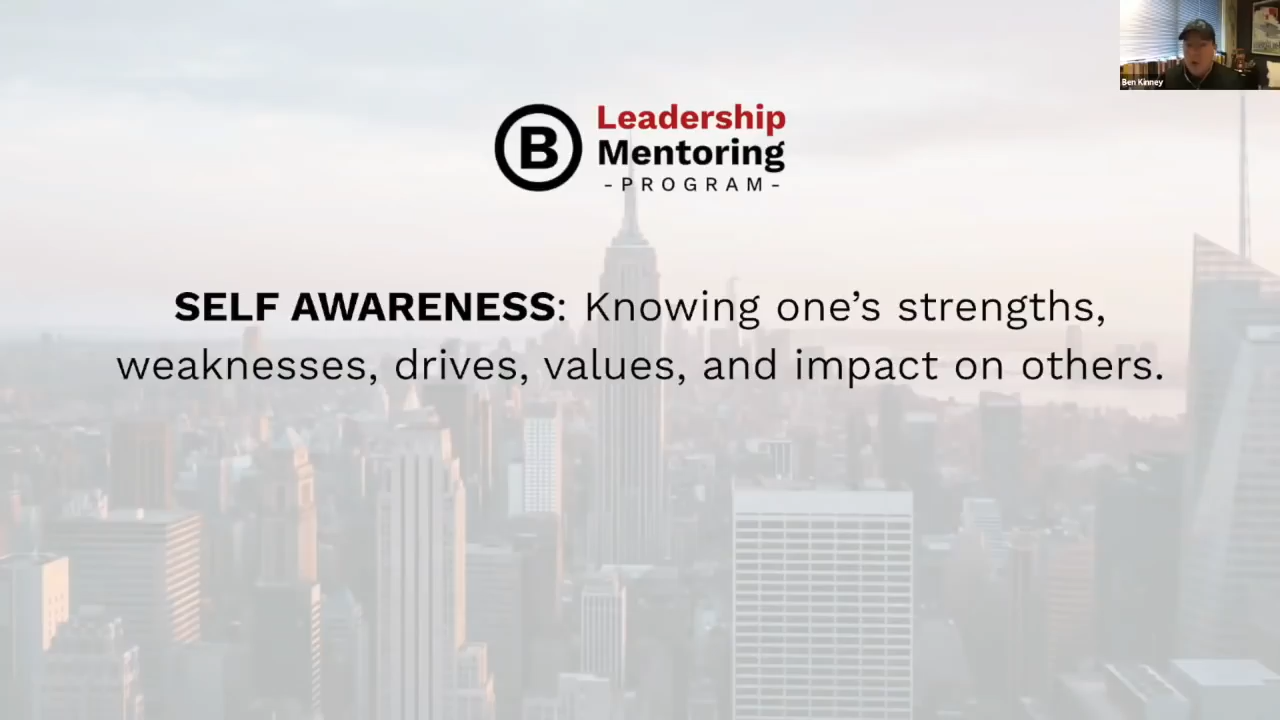 Ben Kinney
B
Leadership
Mentoring
-PROGRAM-
SELF AWARENESS: Knowing one’s strengths,
weaknesses, drives, values, and impact on others.